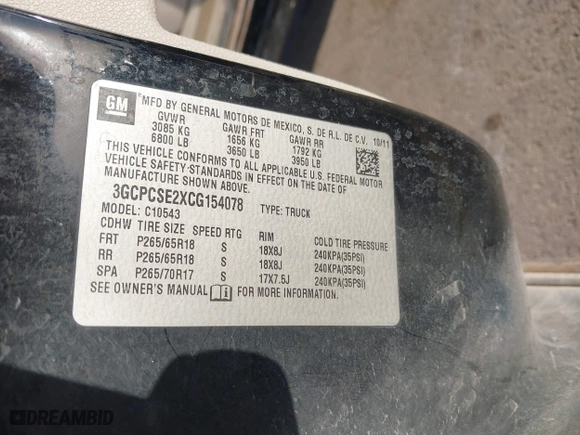 GM
MFD BY GENERAL MOTORS DE MEXICO, S. DE R.L. DE C.V. 10/11
GVWR GAWR FRT GAWR RR
3085 KG 1656 KG 1792 KG
6800 LB 3650 LB 3950 LB
THIS VEHICLE CONFORMS TO ALL APPLICABLE U.S. FEDERAL MOTOR
VEHICLE SAFETY STANDARDS IN EFFECT ON THE DATE OF
MANUFACTURE SHOWN ABOVE.
3GCPCSE2XCG154078
MODEL: C10543 TYPE: TRUCK
CDHW TIRE SIZE SPEED RTG RIM COLD TIRE PRESSURE
FRT P265/65R18 S 18X8J 240KPA(35PSI)
RR P265/65R18 S 18X8J 240KPA(35PSI)
SPA P265/70R17 S 17X7.5J 240KPA(35PSI)
SEE OWNER'S MANUAL FOR MORE INFORMATION.
DREAMBID